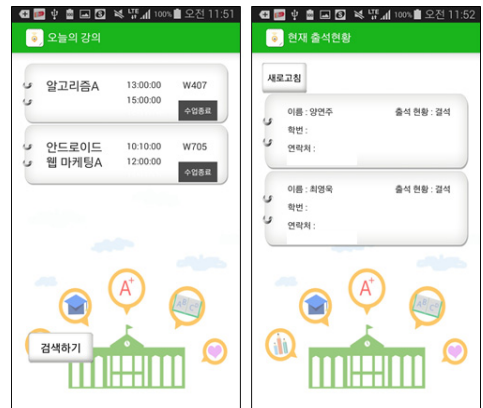 100% 오전 11:51
오늘의 강의
알고리즘A 13:00:00 W407
15:00:00
수업종료
안드로이드 10:10:00 W705
웹 마케팅A 12:00:00
수업종료
A+
검색하기
LTE 100% 오전 11:52
현재 출석현황
새로고침
이름 : 양연주 출석 현황 : 결석
학번 :
연락처 :
이름 : 최명욱 출석 현황 : 결석
학번 :
연락처 :
A+